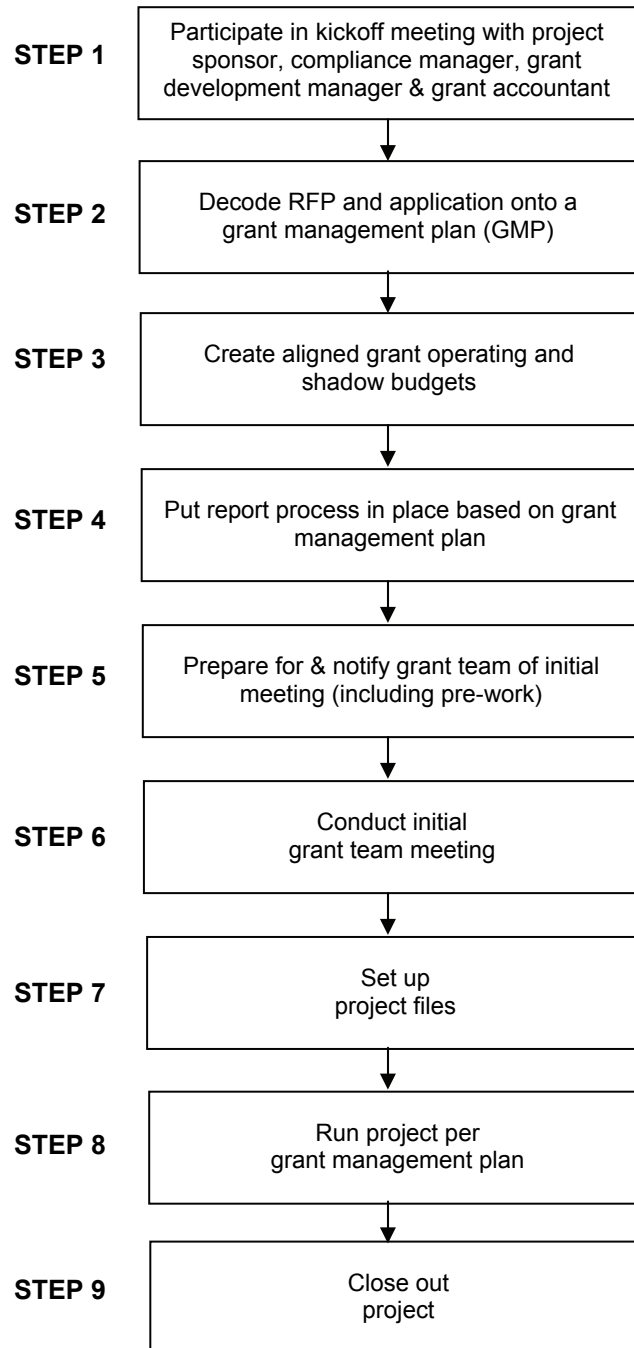 STEP 1
Participate in kickoff meeting with project
sponsor, compliance manager, grant
development manager & grant accountant
STEP 2
Decode RFP and application onto a
grant management plan (GMP)
STEP 3
Create aligned grant operating and
shadow budgets
STEP 4
Put report process in place based on grant
management plan
STEP 5
Prepare for & notify grant team of initial
meeting (including pre-work)
STEP 6
Conduct initial
grant team meeting
STEP 7
Set up
project files
STEP 8
Run project per
grant management plan
STEP 9
Close out
project